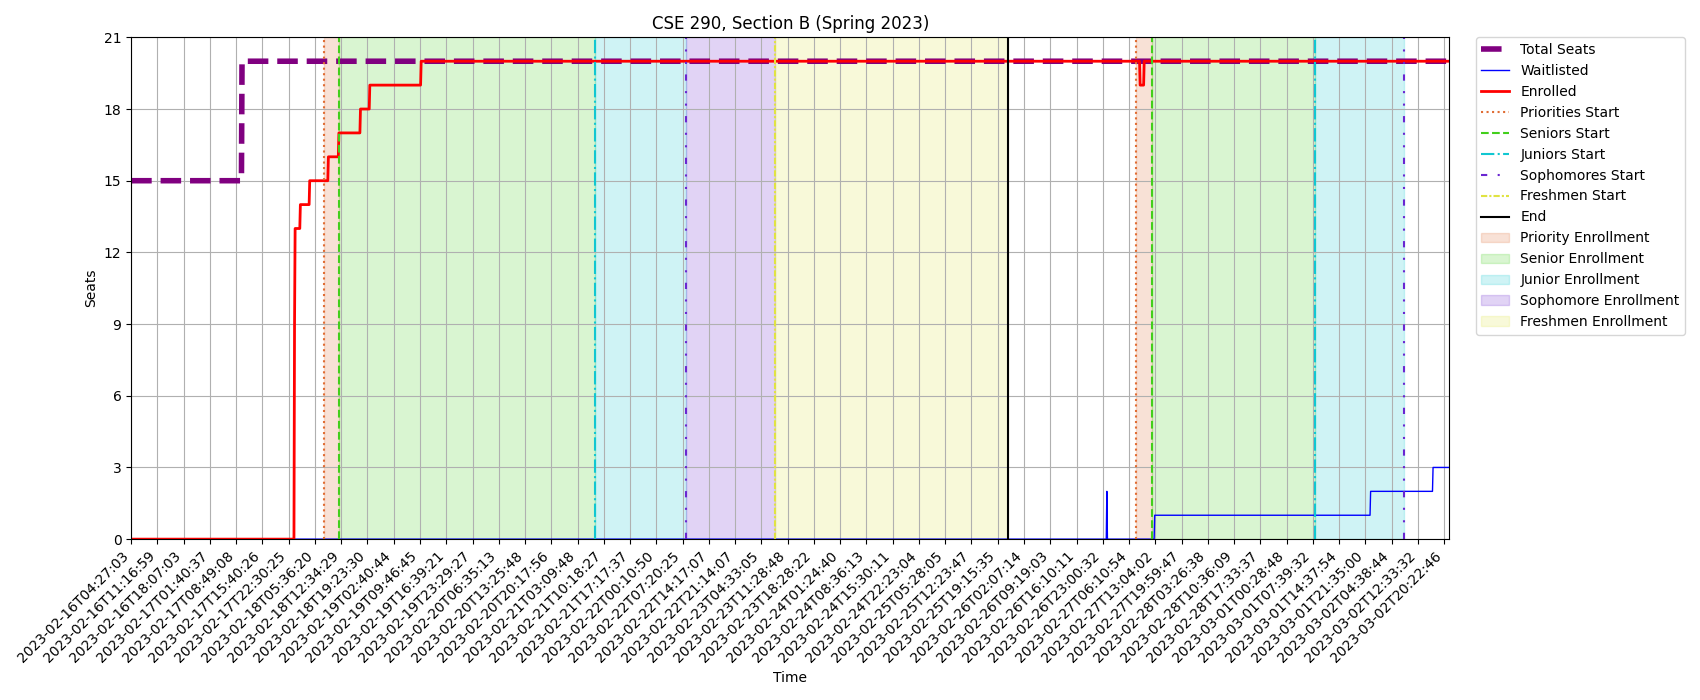 CSE 290, Section B (Spring 2023)
21
18
15
12
9
6
3
0
Seats
2023-02-16T04:27:03
2023-02-16T11:16:59
2023-02-16T18:07:03
2023-02-17T01:40:37
2023-02-17T08:49:08
2023-02-17T15:40:26
2023-02-17T22:30:25
2023-02-18T05:36:20
2023-02-18T12:34:29
2023-02-18T19:23:30
2023-02-19T02:40:44
2023-02-19T09:46:45
2023-02-19T16:39:21
2023-02-19T23:29:27
2023-02-20T06:35:13
2023-02-20T13:25:48
2023-02-20T20:17:56
2023-02-21T03:09:48
2023-02-21T10:18:27
2023-02-21T17:17:37
2023-02-22T00:10:50
2023-02-22T07:20:25
2023-02-22T14:17:07
2023-02-22T21:14:07
2023-02-23T04:33:05
2023-02-23T11:28:48
2023-02-23T18:28:22
2023-02-24T01:24:40
2023-02-24T08:36:13
2023-02-24T15:30:11
2023-02-24T22:23:04
2023-02-25T05:28:05
2023-02-25T12:23:47
2023-02-25T19:15:35
2023-02-26T02:07:14
2023-02-26T09:19:03
2023-02-26T16:10:11
2023-02-26T23:00:32
2023-02-27T06:10:54
2023-02-27T13:04:02
2023-02-27T19:59:47
2023-02-28T03:26:38
2023-02-28T10:36:09
2023-02-28T17:33:37
2023-03-01T00:28:48
2023-03-01T07:39:32
2023-03-01T14:37:54
2023-03-01T21:35:00
2023-03-02T04:38:44
2023-03-02T12:33:32
2023-03-02T20:22:46
Time
Total Seats
Waitlisted
Enrolled
Priorities Start
Seniors Start
Juniors Start
Sophomores Start
Freshmen Start
End
Priority Enrollment
Senior Enrollment
Junior Enrollment
Sophomore Enrollment
Freshmen Enrollment